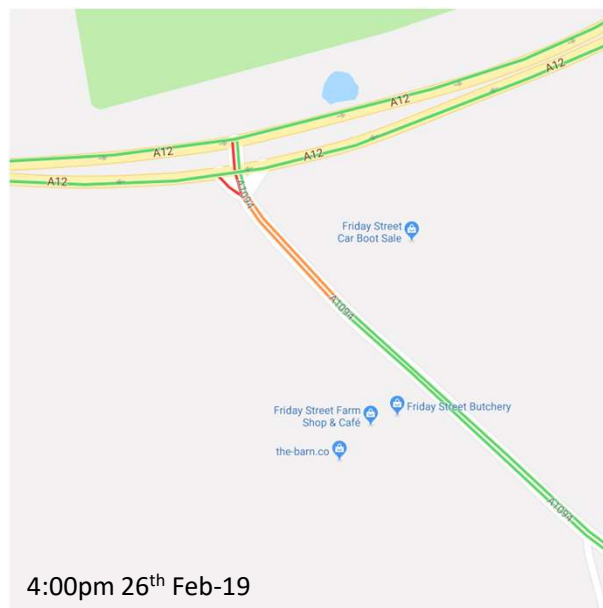 A12
A12
A12
A12
A1094
Friday Street
Car Boot Sale
A1094
Friday Street Farm
Shop & Café
Friday Street Butchery
the-barn.co
A1094
4:00pm 26th Feb-19